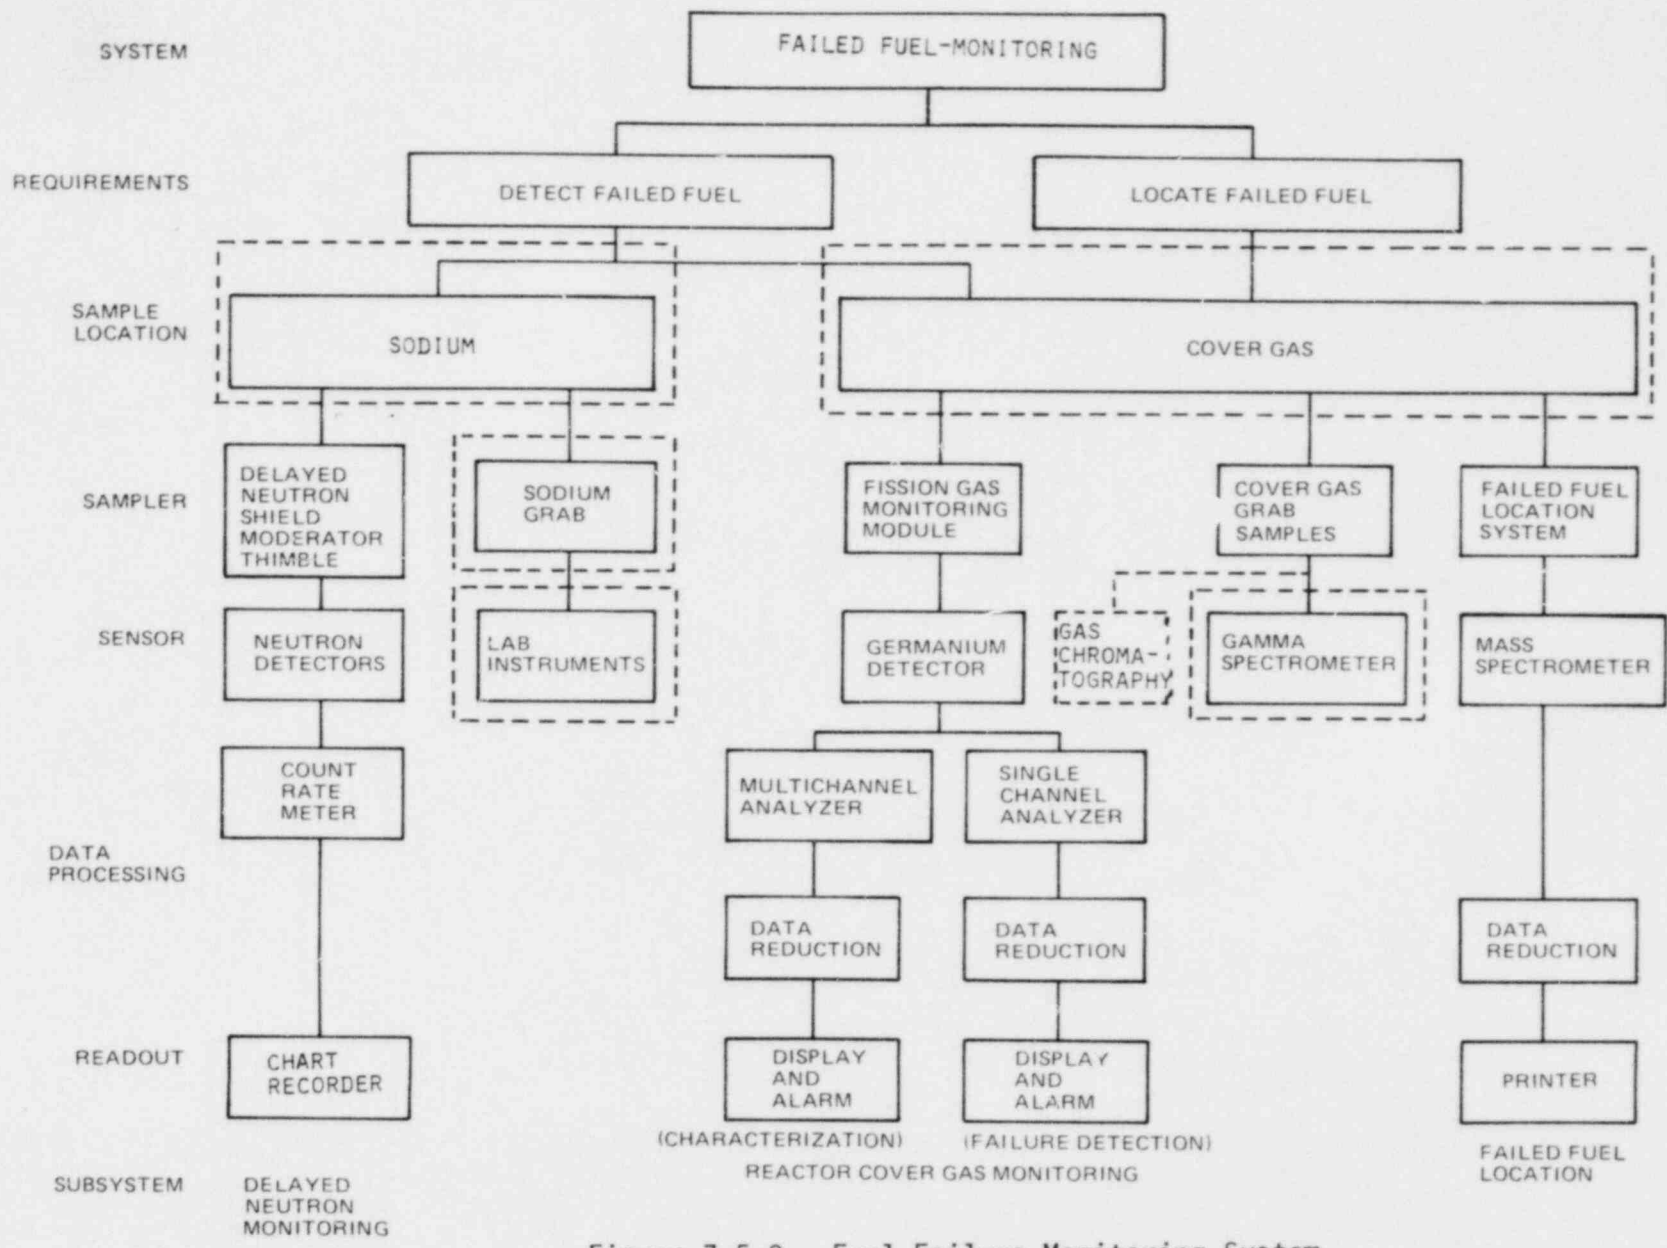 SYSTEM
FAILED FUEL-MONITORING
REQUIREMENTS
DETECT FAILED FUEL
LOCATE FAILED FUEL
SAMPLE
LOCATION
SODIUM
COVER GAS
SAMPLER
DELAYED
NEUTRON
SHIELD
MODERATOR
THIMBLE
SODIUM
GRAB
FISSION GAS
MONITORING
MODULE
COVER GAS
GRAB
SAMPLES
FAILED FUEL
LOCATION
SYSTEM
SENSOR
NEUTRON
DETECTORS
LAB
INSTRUMENTS
GERMANIUM
DETECTOR
GAS
CHROMA-
TOGRAPHY
GAMMA
SPECTROMETER
MASS
SPECTROMETER
COUNT
RATE
METER
MULTICHANNEL
ANALYZER
SINGLE
CHANNEL
ANALYZER
DATA
PROCESSING
DATA
REDUCTION
DATA
REDUCTION
DATA
REDUCTION
READOUT
CHART
RECORDER
DISPLAY
AND
ALARM
DISPLAY
AND
ALARM
PRINTER
(CHARACTERIZATION)
(FAILURE DETECTION)
REACTOR COVER GAS MONITORING
FAILED FUEL
LOCATION
SUBSYSTEM
DELAYED
NEUTRON
MONITORING
Fuel Failure Monitoring System